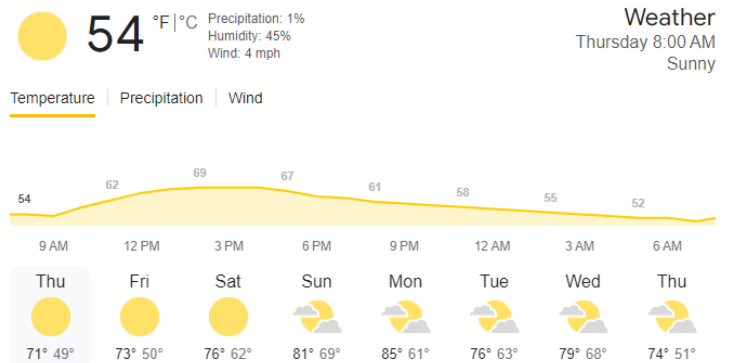 54 °F|°C
Precipitation: 1%
Humidity: 45%
Wind: 4 mph
Weather
Thursday 8:00 AM
Sunny
Temperature | Precipitation | Wind
54 62 69 67 61 58 55 52
9 AM 12 PM 3 PM 6 PM 9 PM 12 AM 3 AM 6 AM
Thu Fri Sat Sun Mon Tue Wed Thu
71° 49° 73° 50° 76° 62° 81° 69° 85° 61° 76° 63° 79° 68° 74° 51°